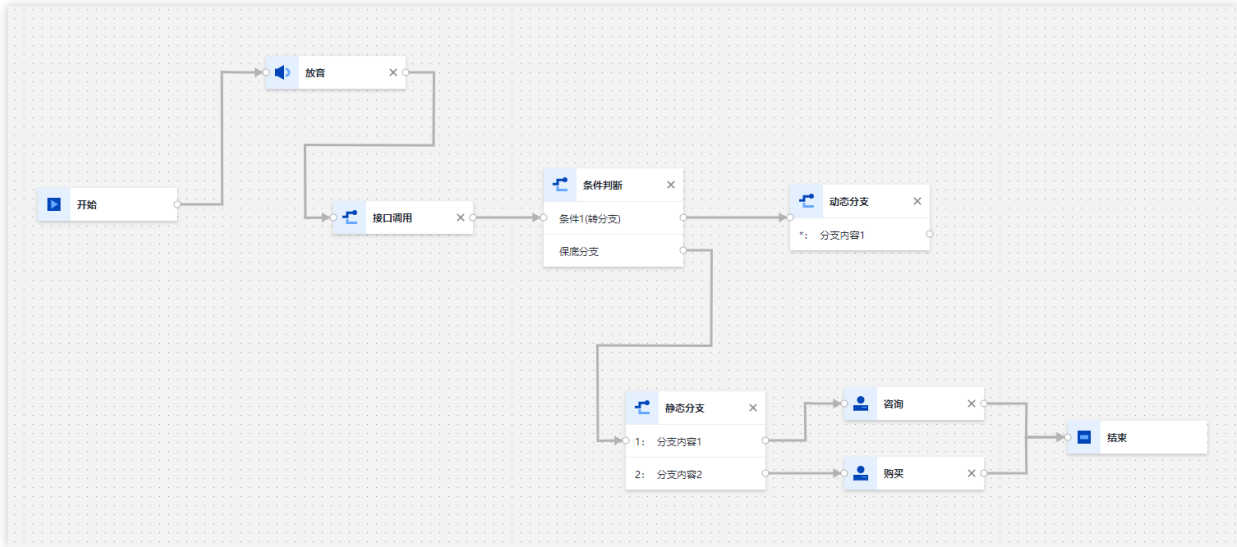 放音
开始
接口调用
条件判断
条件1(转分支)
保底分支
动态分支
*: 分支内容1
静态分支
1: 分支内容1
2: 分支内容2
咨询
购买
结束